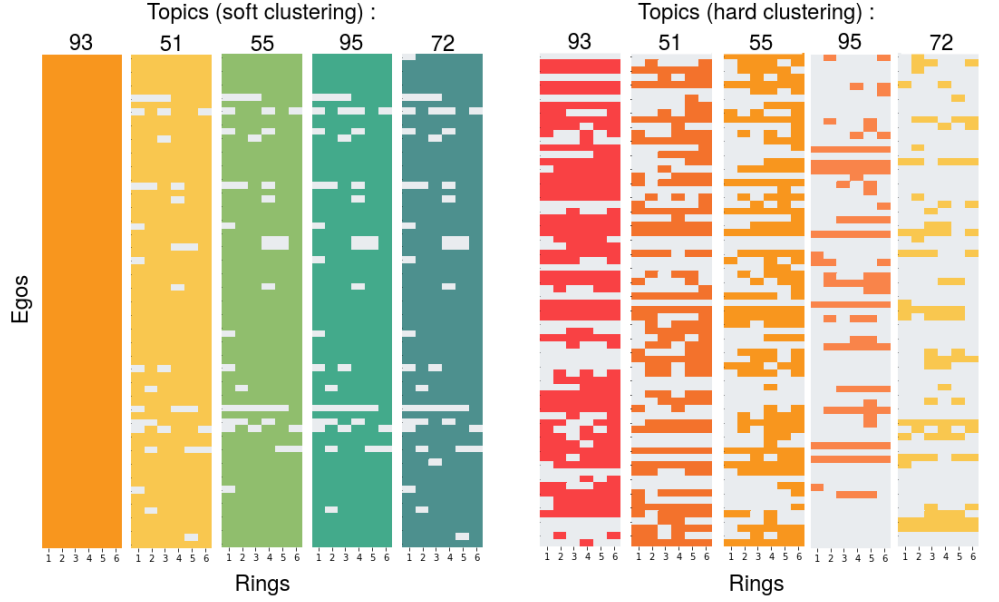 Topics (soft clustering) :
93 51 55 95 72
Egos
1 2 3 4 5 6 1 2 3 4 5 6 1 2 3 4 5 6 1 2 3 4 5 6 1 2 3 4 5 6
Rings
Topics (hard clustering) :
93 51 55 95 72
1 2 3 4 5 6 1 2 3 4 5 6 1 2 3 4 5 6 1 2 3 4 5 6 1 2 3 4 5 6
Rings